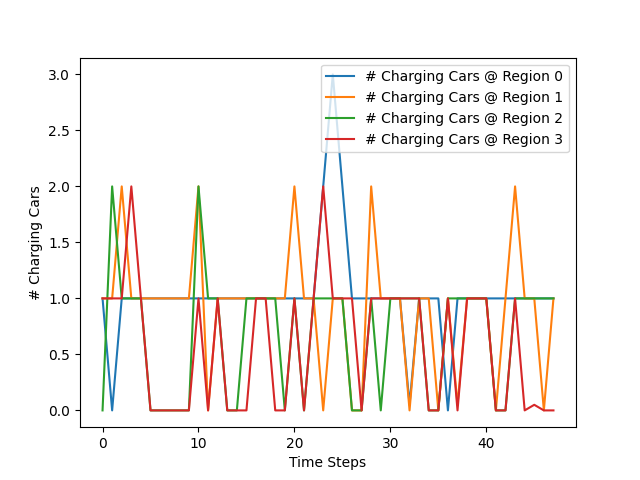 # Charging Cars @ Region 0
# Charging Cars @ Region 1
# Charging Cars @ Region 2
# Charging Cars @ Region 3
# Charging Cars
3.0
2.5
2.0
1.5
1.0
0.5
0.0
0 10 20 30 40
Time Steps